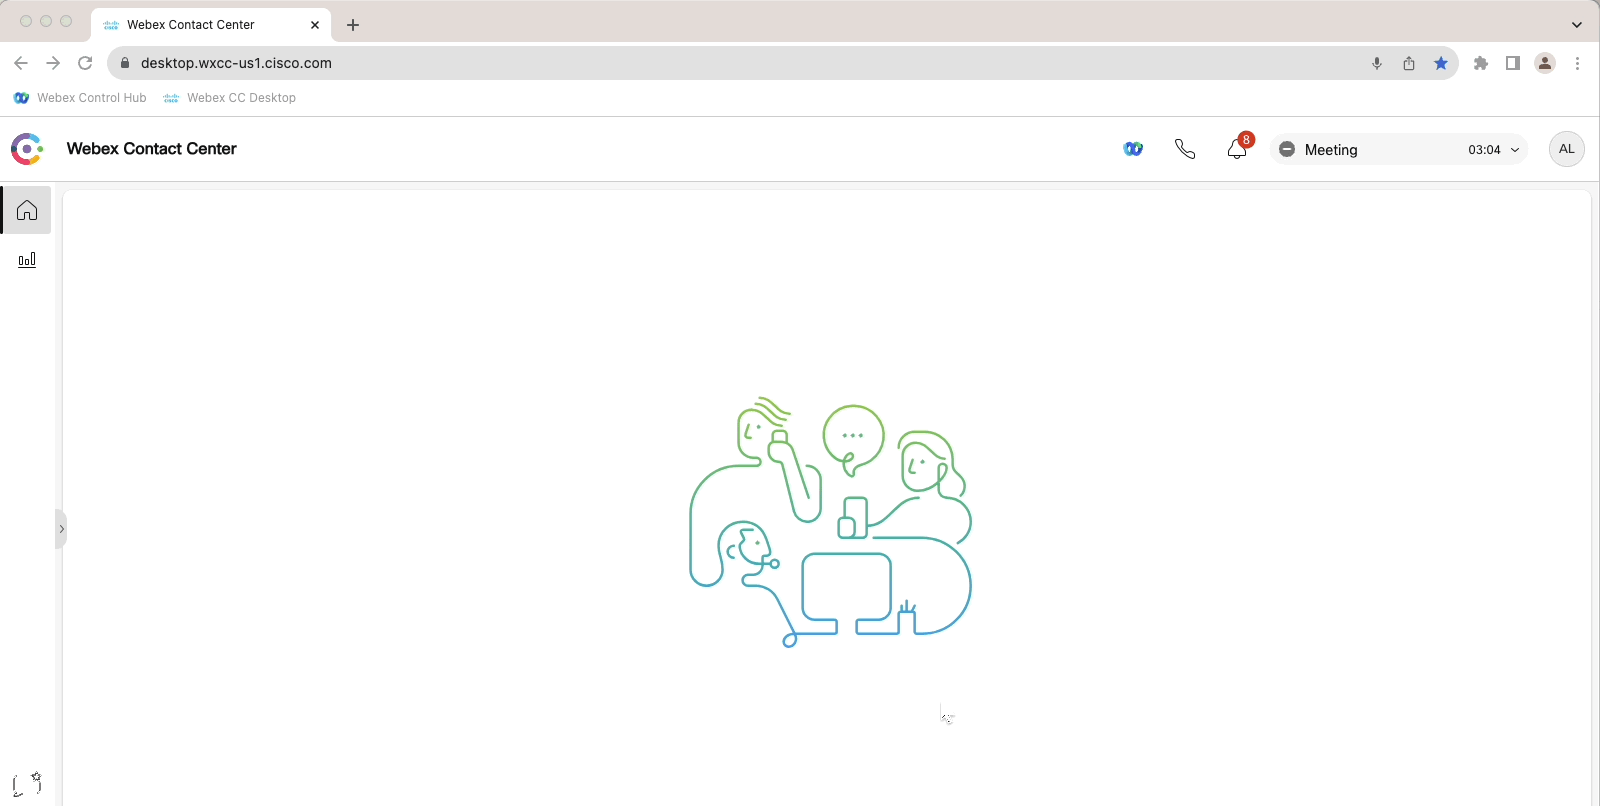 Webex Contact Center
desktop.wxcc-us1.cisco.com
Webex Control Hub Webex CC Desktop
Webex Contact Center 8 Meeting 03:04 AL